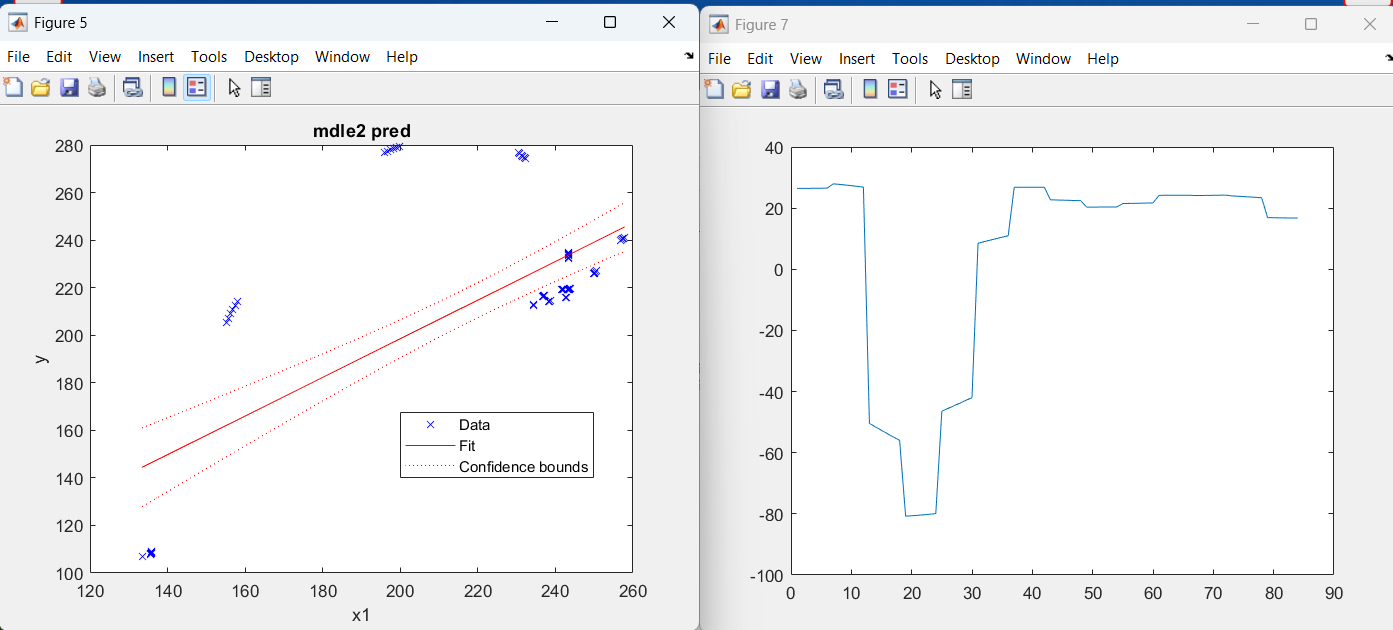 Figure 5
File Edit View Insert Tools Desktop Window Help
mdle2 pred
280
260
240
220
200
180
160
140
120
100
y
120 140 160 180 200 220 240 260
x1
Data
Fit
Confidence bounds
Figure 7
File Edit View Insert Tools Desktop Window Help
40
20
0
-20
-40
-60
-80
-100
0 10 20 30 40 50 60 70 80 90